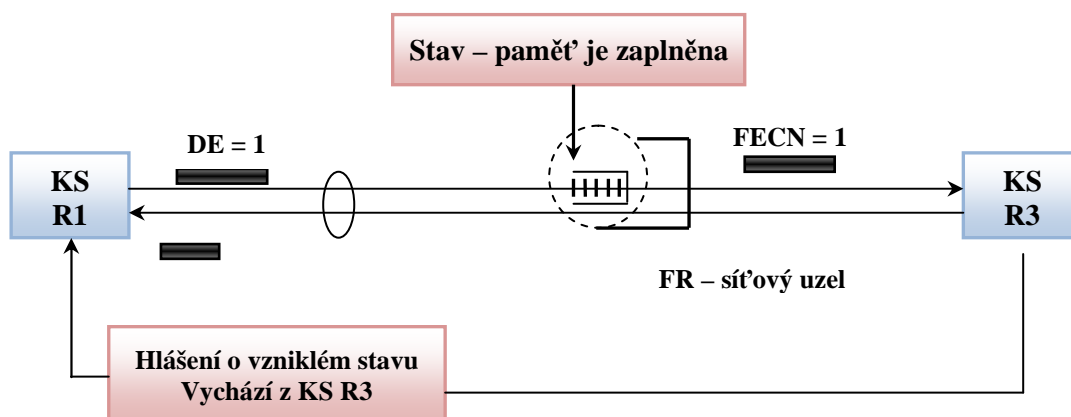 Stav – paměť je zaplněna
DE = 1
FECN = 1
KS
R1
KS
R3
FR – síťový uzel
Hlášení o vzniklém stavu
Vychází z KS R3